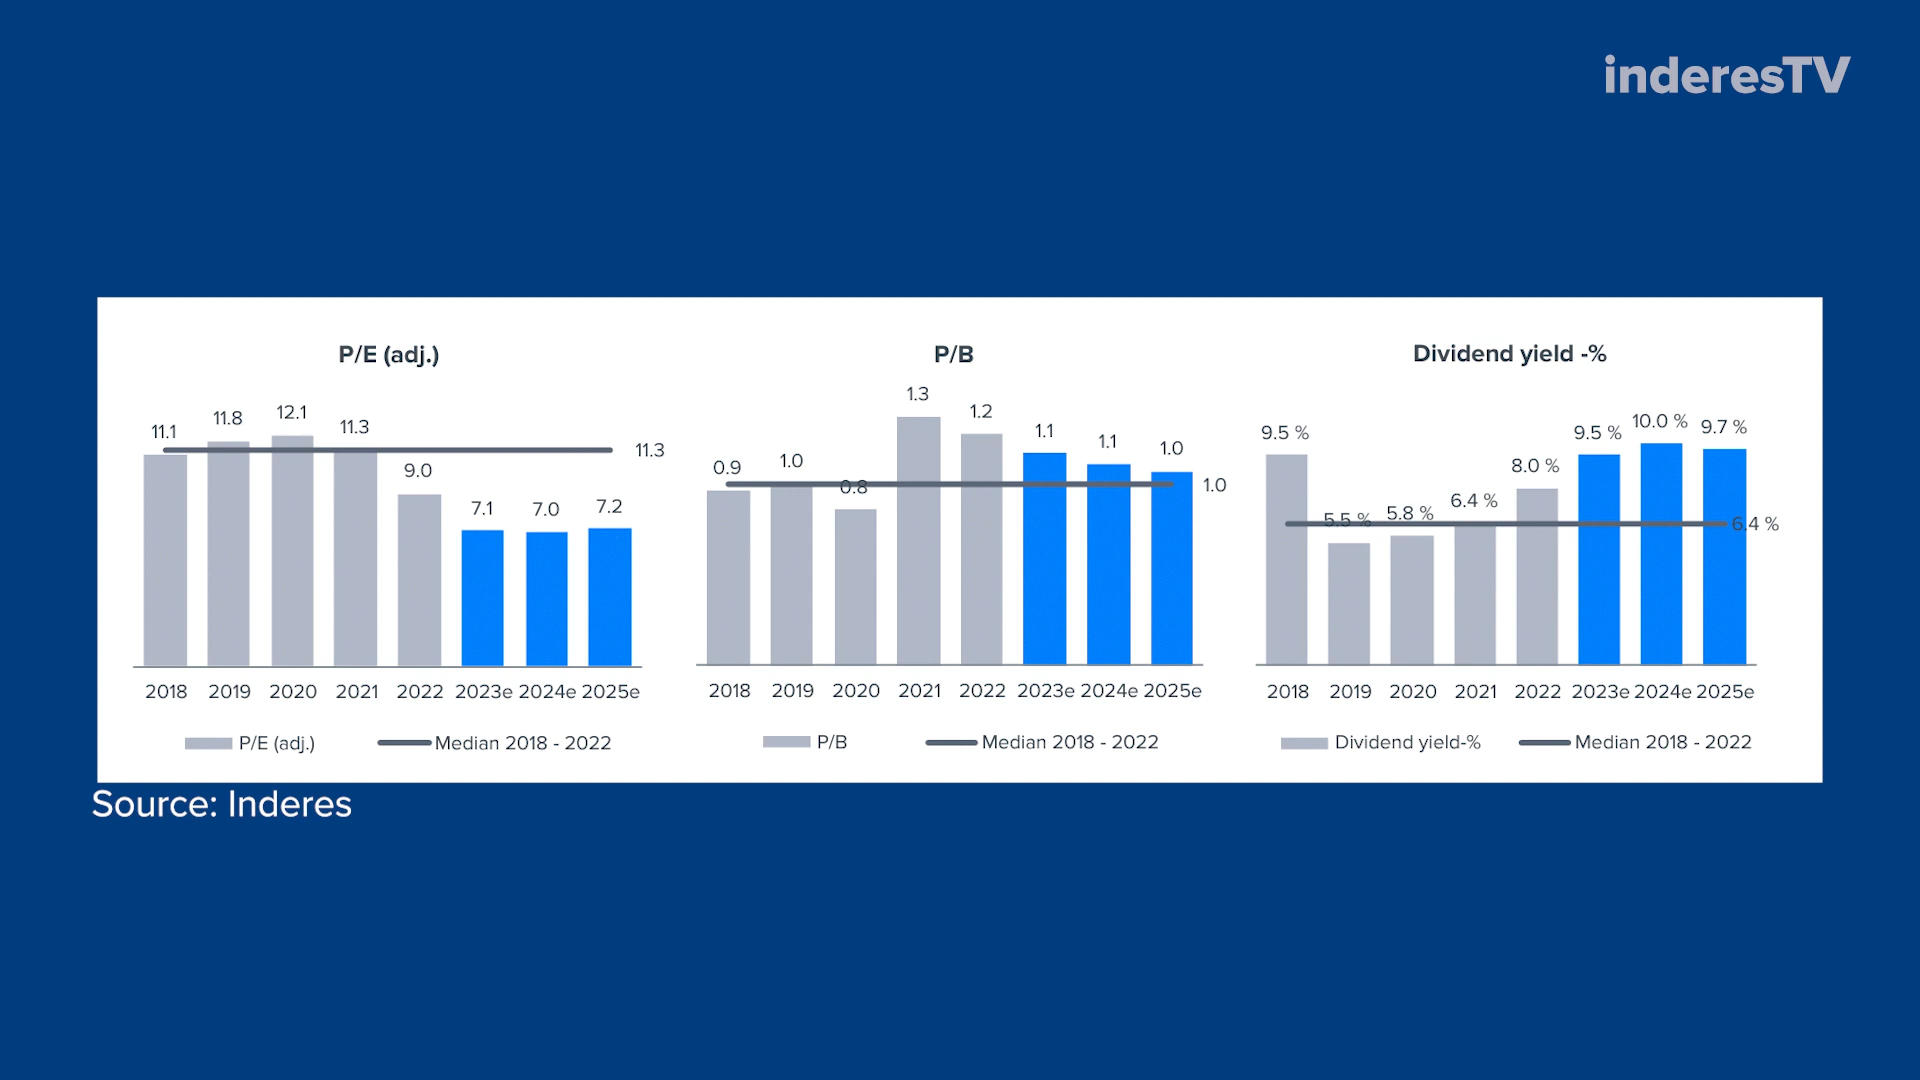 inderesTV
P/E (adj.)
11.1 11.8 12.1 11.3 9.0 7.1 7.0 7.2 11.3
2018 2019 2020 2021 2022 2023e 2024e 2025e
P/E (adj.) Median 2018 - 2022
P/B
0.9 1.0 0.8 1.3 1.2 1.1 1.1 1.0 1.0
2018 2019 2020 2021 2022 2023e 2024e 2025e
P/B Median 2018 - 2022
Dividend yield -%
9.5 % 5.5 % 5.8 % 6.4 % 8.0 % 9.5 % 10.0 % 9.7 % 6.4 %
2018 2019 2020 2021 2022 2023e 2024e 2025e
Dividend yield-% Median 2018 - 2022
Source: Inderes